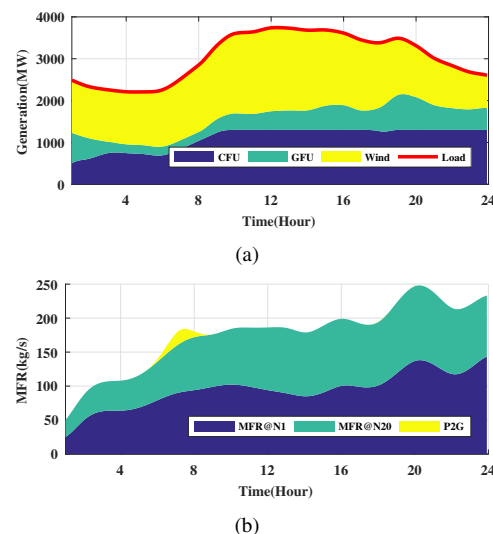 4000
3000
2000
1000
0
Generation(MW)
CFU GFU Wind Load
4 8 12 16 20 24
Time(Hour)
(a)
250
200
150
100
50
0
MFR(kg/s)
MFR@N1 MFR@N20 P2G
4 8 12 16 20 24
Time(Hour)
(b)